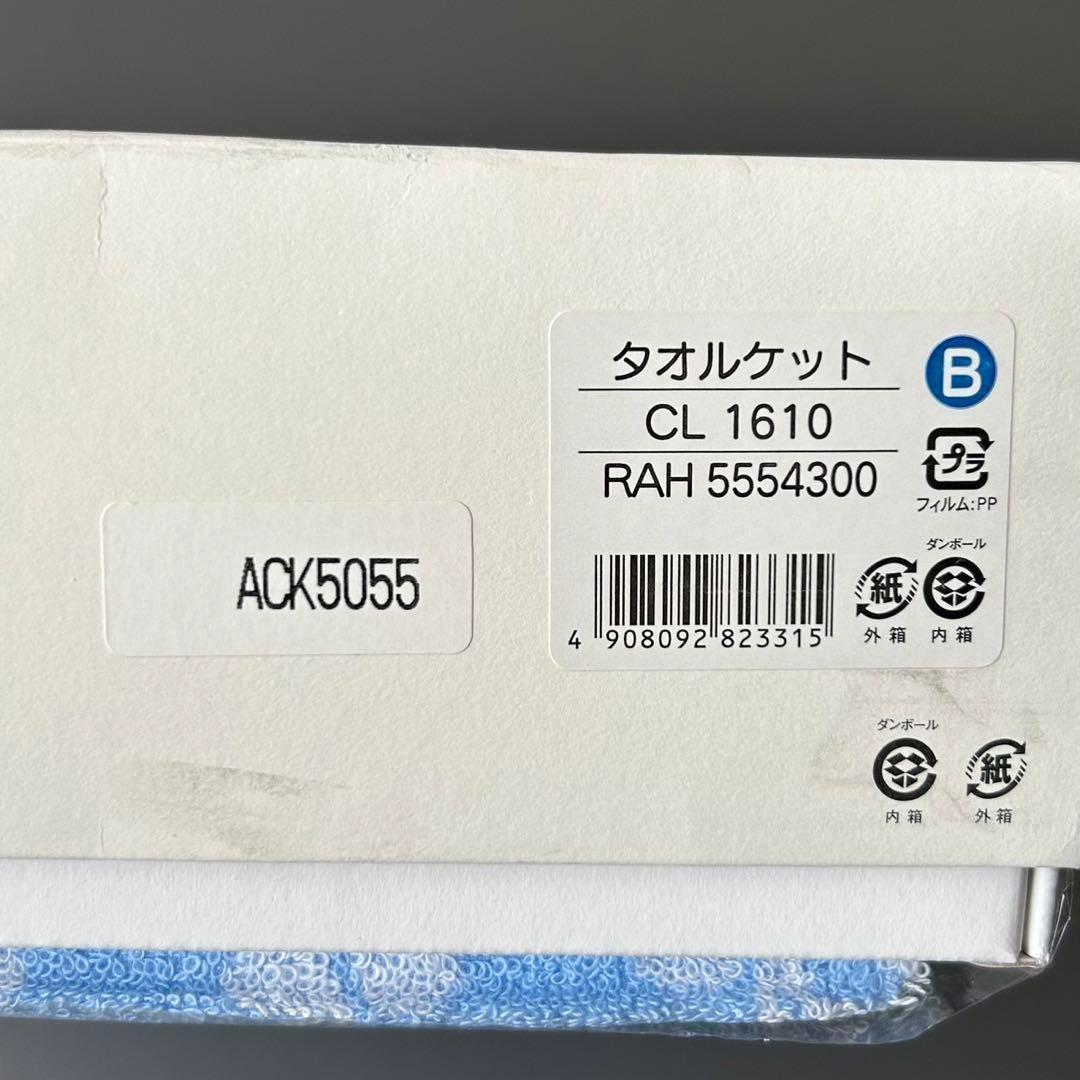 タオルケット
B
CL 1610
RAH 5554300
プラ
フィルム:PP
ACK5055
ダンボール
紙
外箱 内箱
4 908092 823315
ダンボール
紙
内箱 外箱